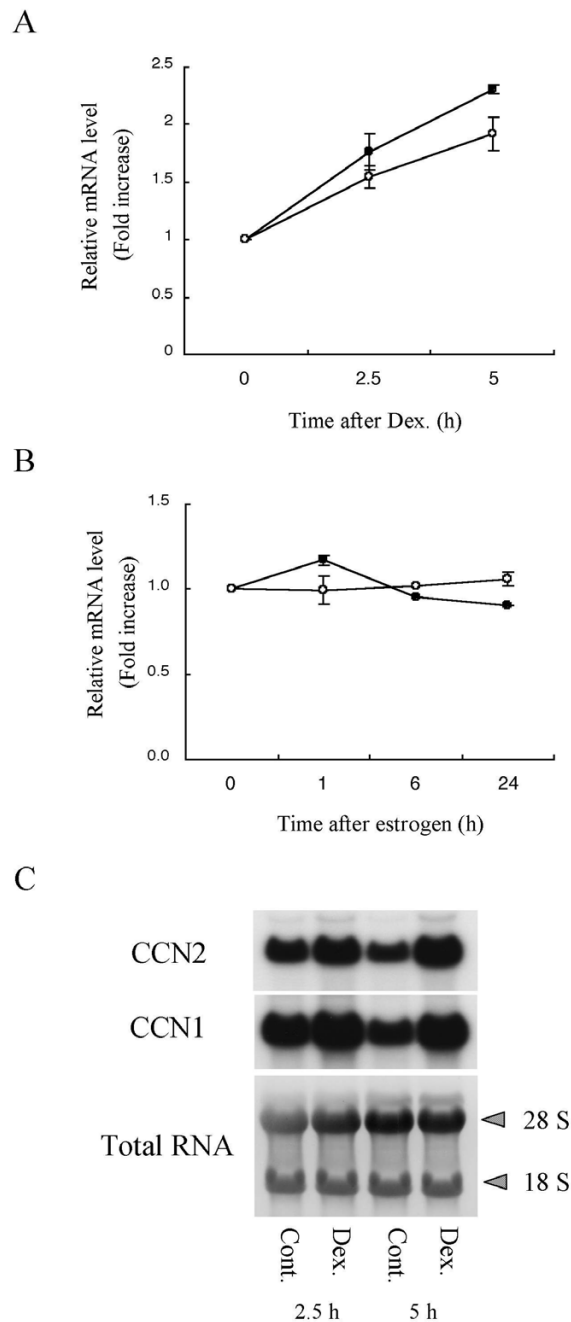 A
Relative mRNA level
(Fold increase)
2.5
2
1.5
1
0.5
0
0
2.5
5
Time after Dex. (h)
B
Relative mRNA level
(Fold increase)
1.5
1.0
0.5
0.0
0
1
6
24
Time after estrogen (h)
C
CCN2
CCN1
Total RNA
28 S
18 S
Cont.
Dex.
Cont.
Dex.
2.5 h
5 h